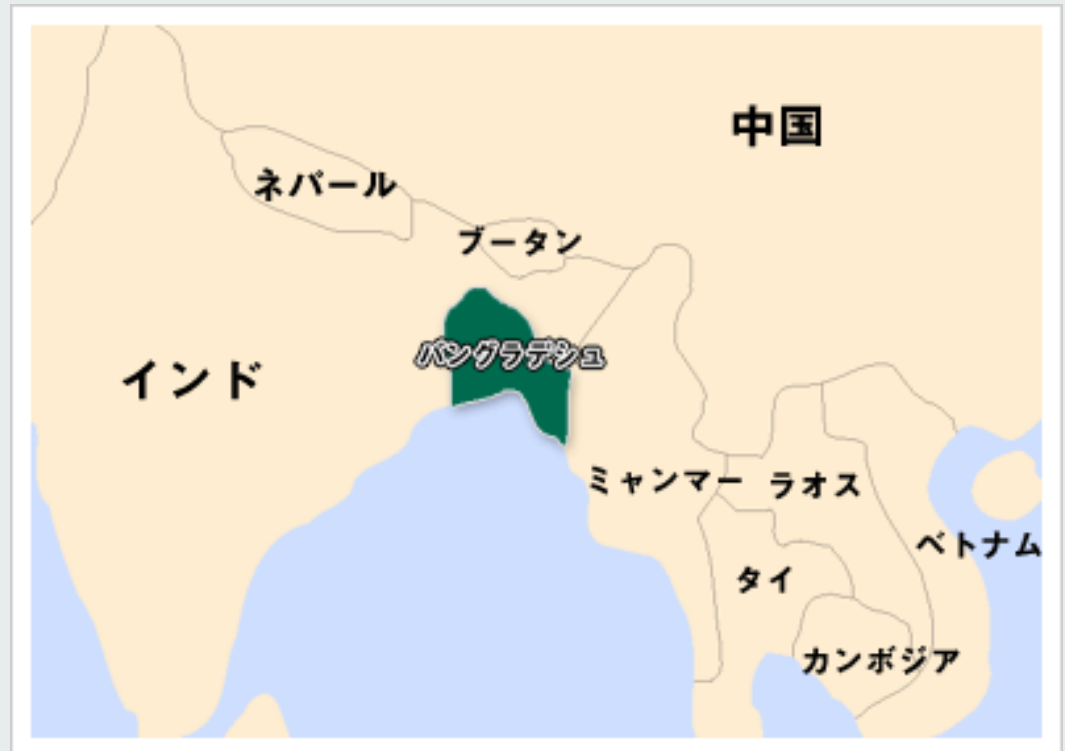 中国
ネパール
ブータン
バングラデシュ
インド
ミャンマー
ラオス
ベトナム
タイ
カンボジア